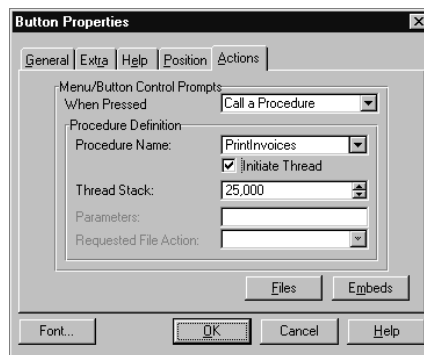 Button Properties
General Extra Help Position Actions
Menu/Button Control Prompts
When Pressed Call a Procedure
Procedure Definition
Procedure Name: PrintInvoices
Initiate Thread
Thread Stack: 25,000
Parameters:
Requested File Action:
Files Embeds
Font... OK Cancel Help